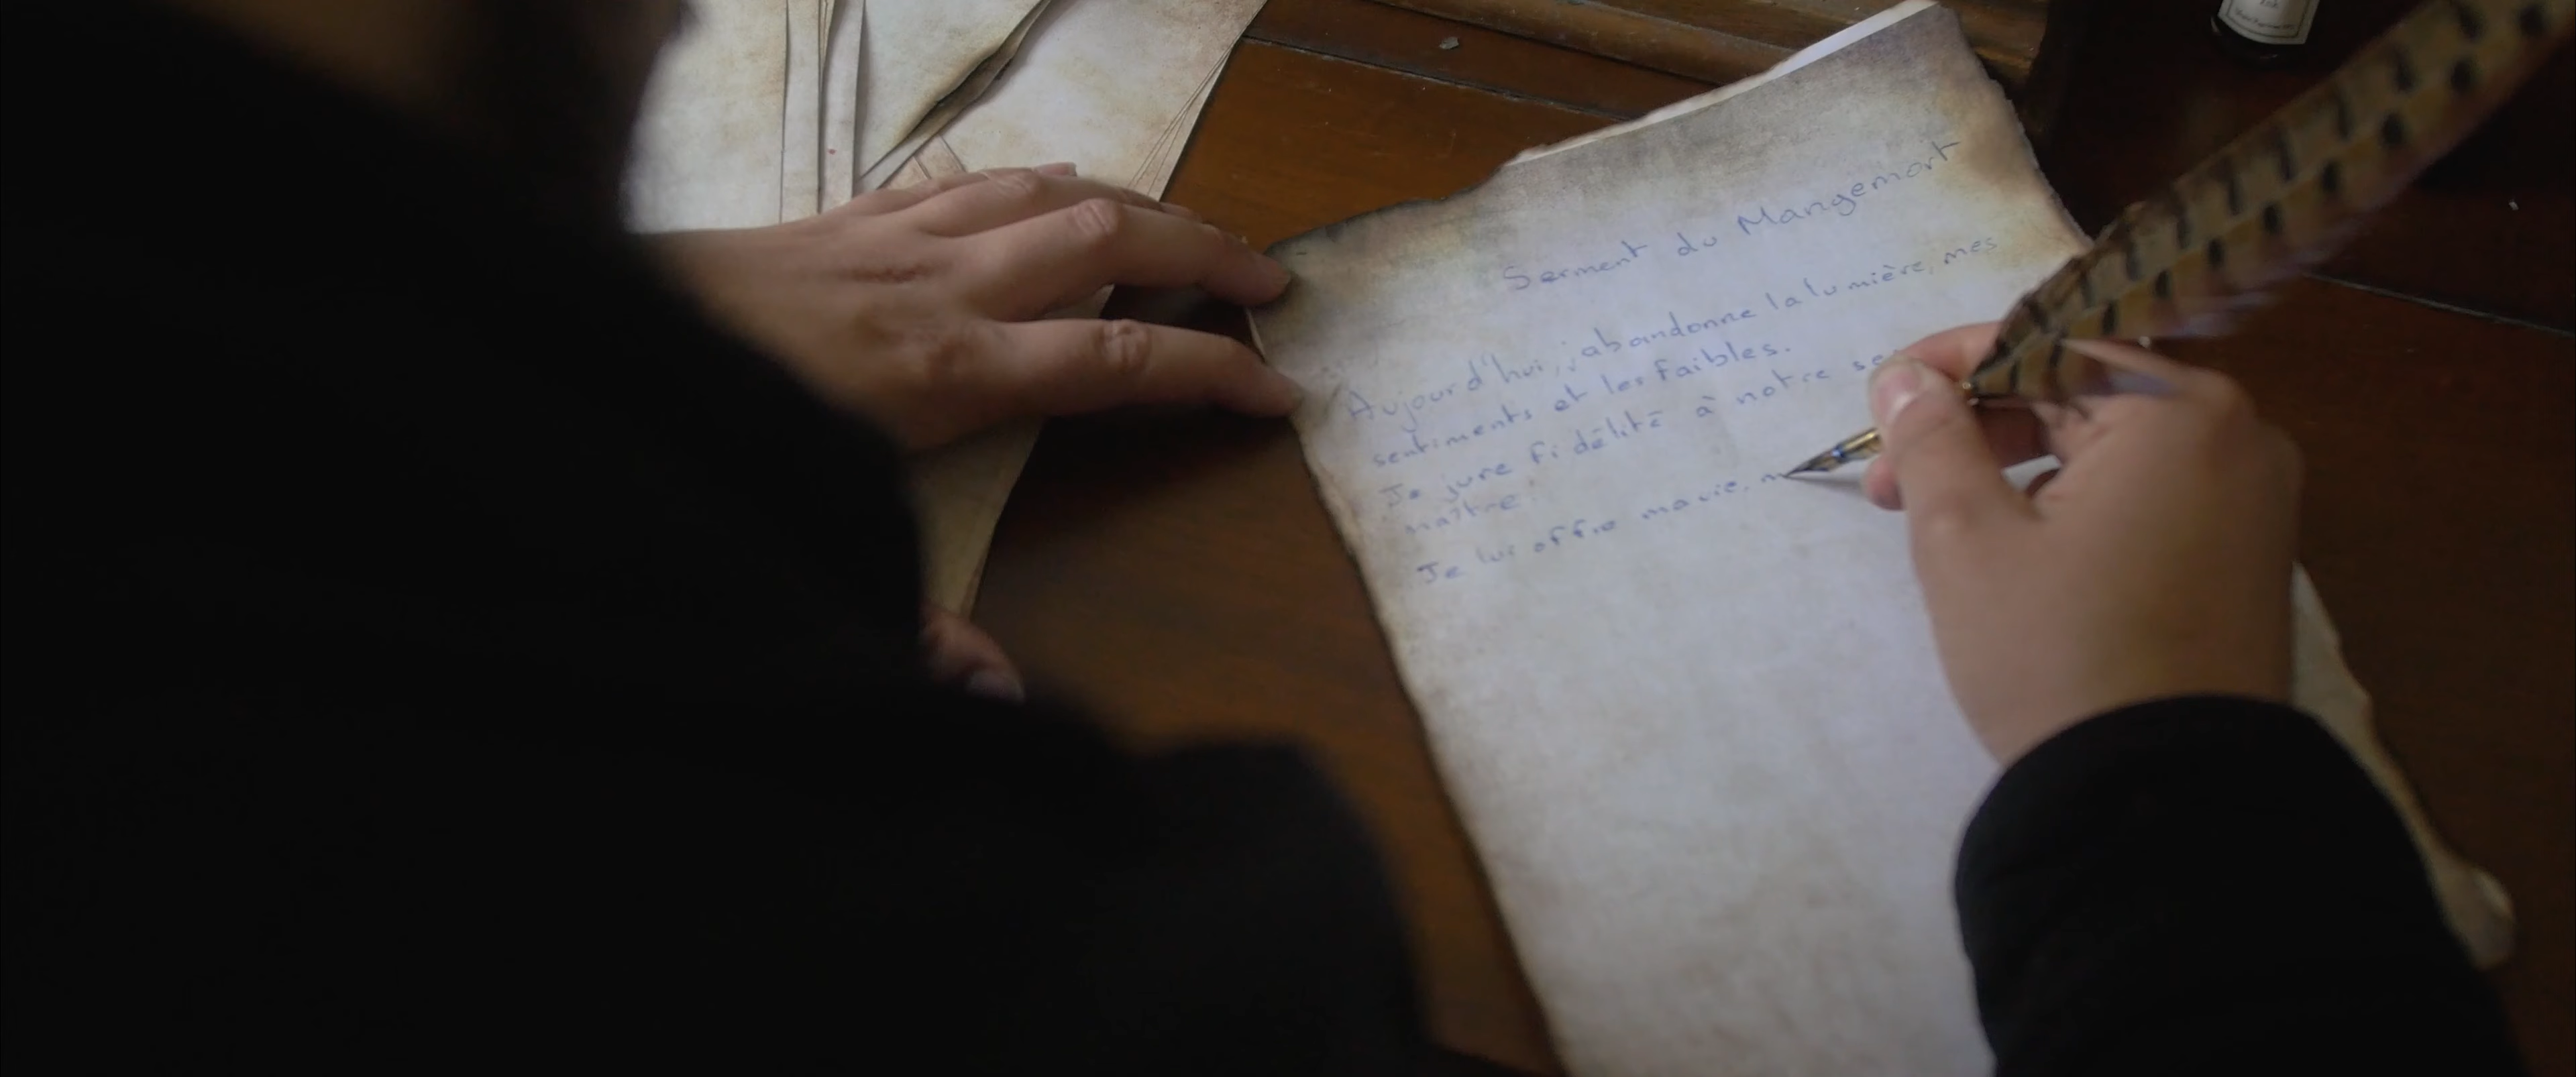 Serment du Mangemort
Aujourd'hui, j'abandonne la lumière, mes
sentiments et les faibles.
Je jure fidélité à notre
maître.
Je lui offre ma vie,
Ink